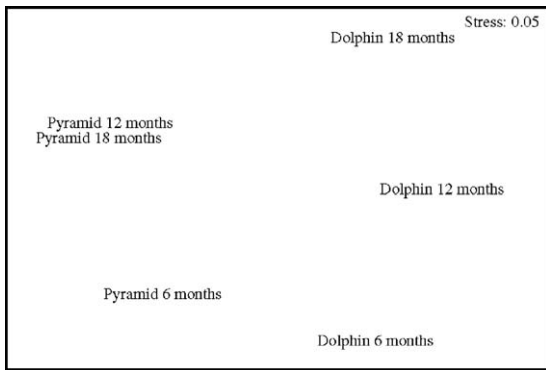 Stress: 0.05
Dolphin 18 months
Pyramid 12 months
Pyramid 18 months
Dolphin 12 months
Pyramid 6 months
Dolphin 6 months